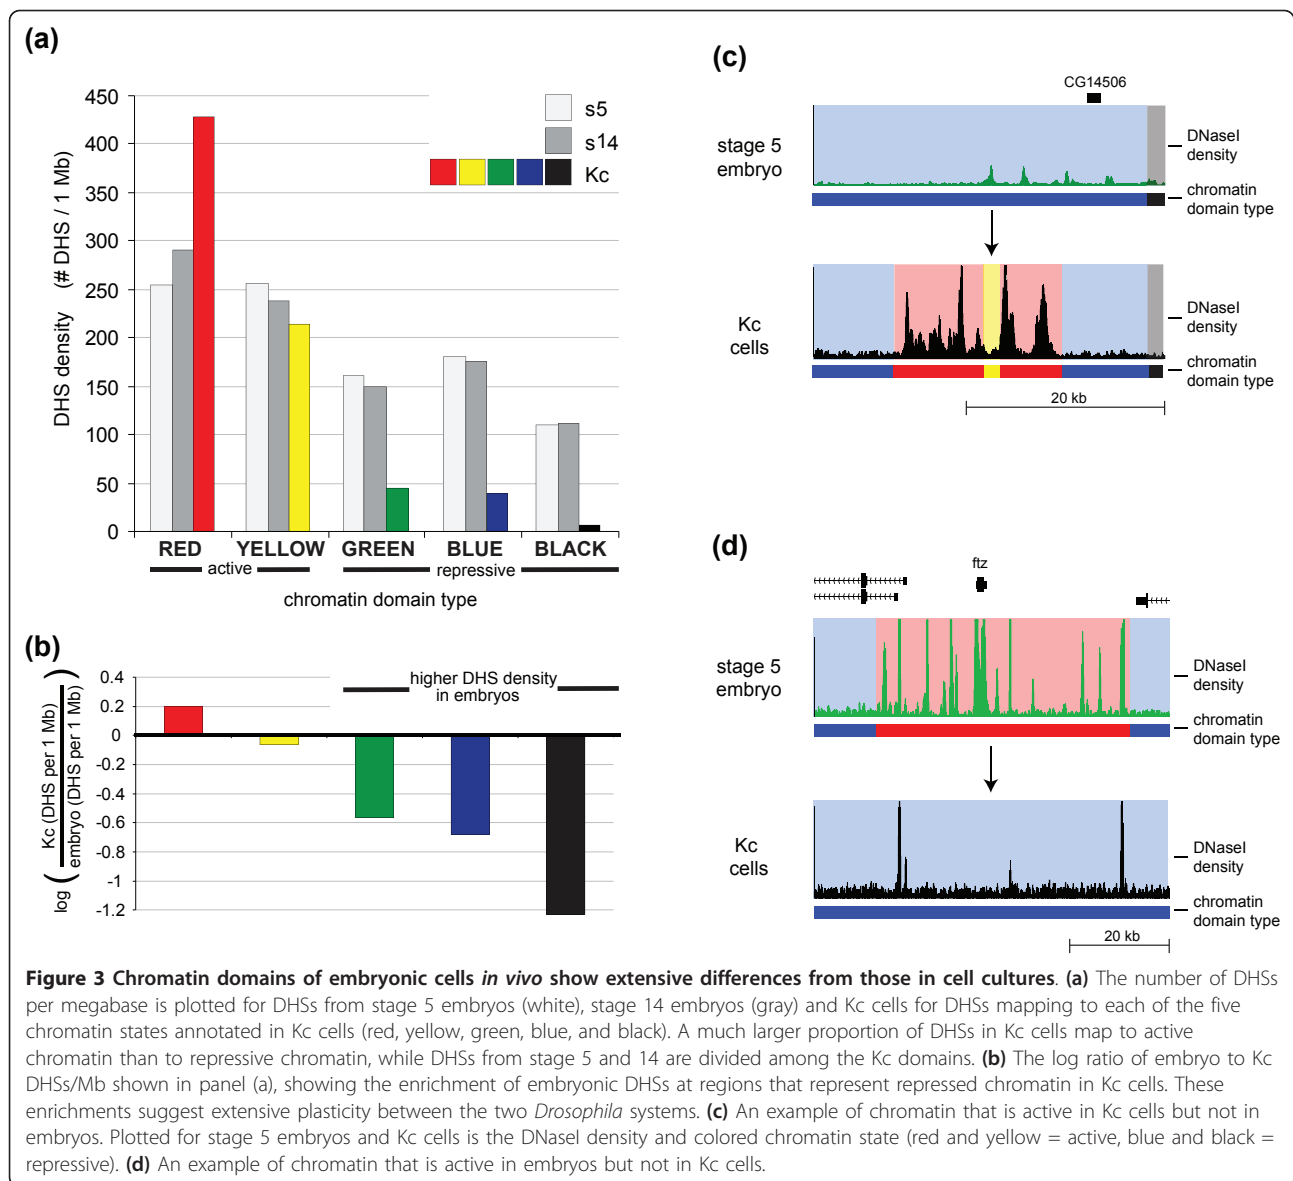 (a)
450
400
350
300
250
200
150
100
50
0
DHS density (# DHS / 1 Mb)
s5
s14
Kc
RED YELLOW GREEN BLUE BLACK
active repressive
chromatin domain type
(b)
0.4
0.2
0
-0.2
-0.4
-0.6
-0.8
-1
-1.2
log ( Kc (DHS per 1 Mb)
embryo (DHS per 1 Mb) )
higher DHS density
in embryos
(c)
CG14506
stage 5
embryo
DNaseI
density
chromatin
domain type
Kc
cells
DNaseI
density
chromatin
domain type
20 kb
(d)
ftz
stage 5
embryo
DNaseI
density
chromatin
domain type
Kc
cells
DNaseI
density
chromatin
domain type
20 kb
Figure 3 Chromatin domains of embryonic cells in vivo show extensive differences from those in cell cultures. (a) The number of DHSs
per megabase is plotted for DHSs from stage 5 embryos (white), stage 14 embryos (gray) and Kc cells for DHSs mapping to each of the five
chromatin states annotated in Kc cells (red, yellow, green, blue, and black). A much larger proportion of DHSs in Kc cells map to active
chromatin than to repressive chromatin, while DHSs from stage 5 and 14 are divided among the Kc domains. (b) The log ratio of embryo to Kc
DHSs/Mb shown in panel (a), showing the enrichment of embryonic DHSs at regions that represent repressed chromatin in Kc cells. These
enrichments suggest extensive plasticity between the two Drosophila systems. (c) An example of chromatin that is active in Kc cells but not in
embryos. Plotted for stage 5 embryos and Kc cells is the DNaseI density and colored chromatin state (red and yellow = active, blue and black =
repressive). (d) An example of chromatin that is active in embryos but not in Kc cells.